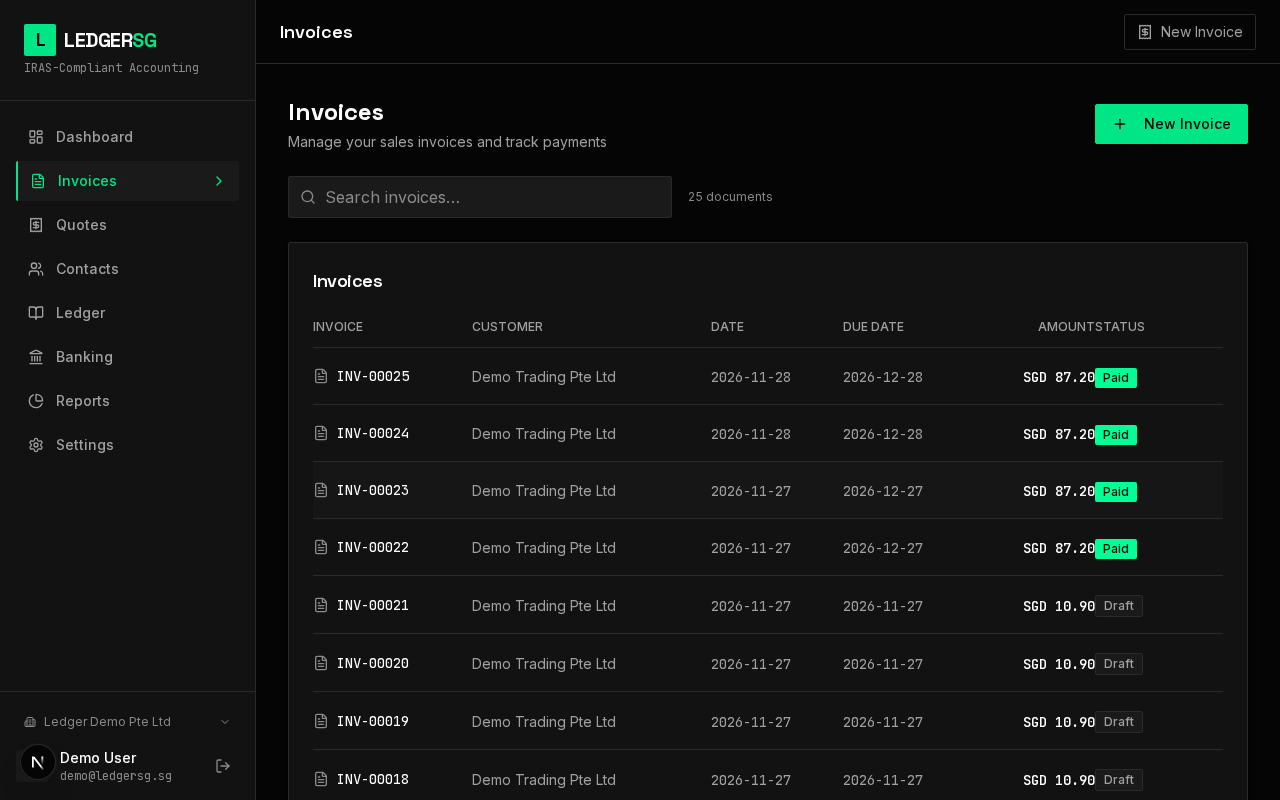 L LEDGERSG
IRAS-Compliant Accounting
Dashboard
Invoices
Quotes
Contacts
Ledger
Banking
Reports
Settings
Ledger Demo Pte Ltd
N
Demo User
demo@ledgersg.sg
Invoices
New Invoice
Invoices
Manage your sales invoices and track payments
New Invoice
Search invoices...
25 documents
Invoices
INVOICE CUSTOMER DATE DUE DATE AMOUNT STATUS
INV-00025 Demo Trading Pte Ltd 2026-11-28 2026-12-28 SGD 87.20 Paid
INV-00024 Demo Trading Pte Ltd 2026-11-28 2026-12-28 SGD 87.20 Paid
INV-00023 Demo Trading Pte Ltd 2026-11-27 2026-12-27 SGD 87.20 Paid
INV-00022 Demo Trading Pte Ltd 2026-11-27 2026-12-27 SGD 87.20 Paid
INV-00021 Demo Trading Pte Ltd 2026-11-27 2026-11-27 SGD 10.90 Draft
INV-00020 Demo Trading Pte Ltd 2026-11-27 2026-11-27 SGD 10.90 Draft
INV-00019 Demo Trading Pte Ltd 2026-11-27 2026-11-27 SGD 10.90 Draft
INV-00018 Demo Trading Pte Ltd 2026-11-27 2026-11-27 SGD 10.90 Draft